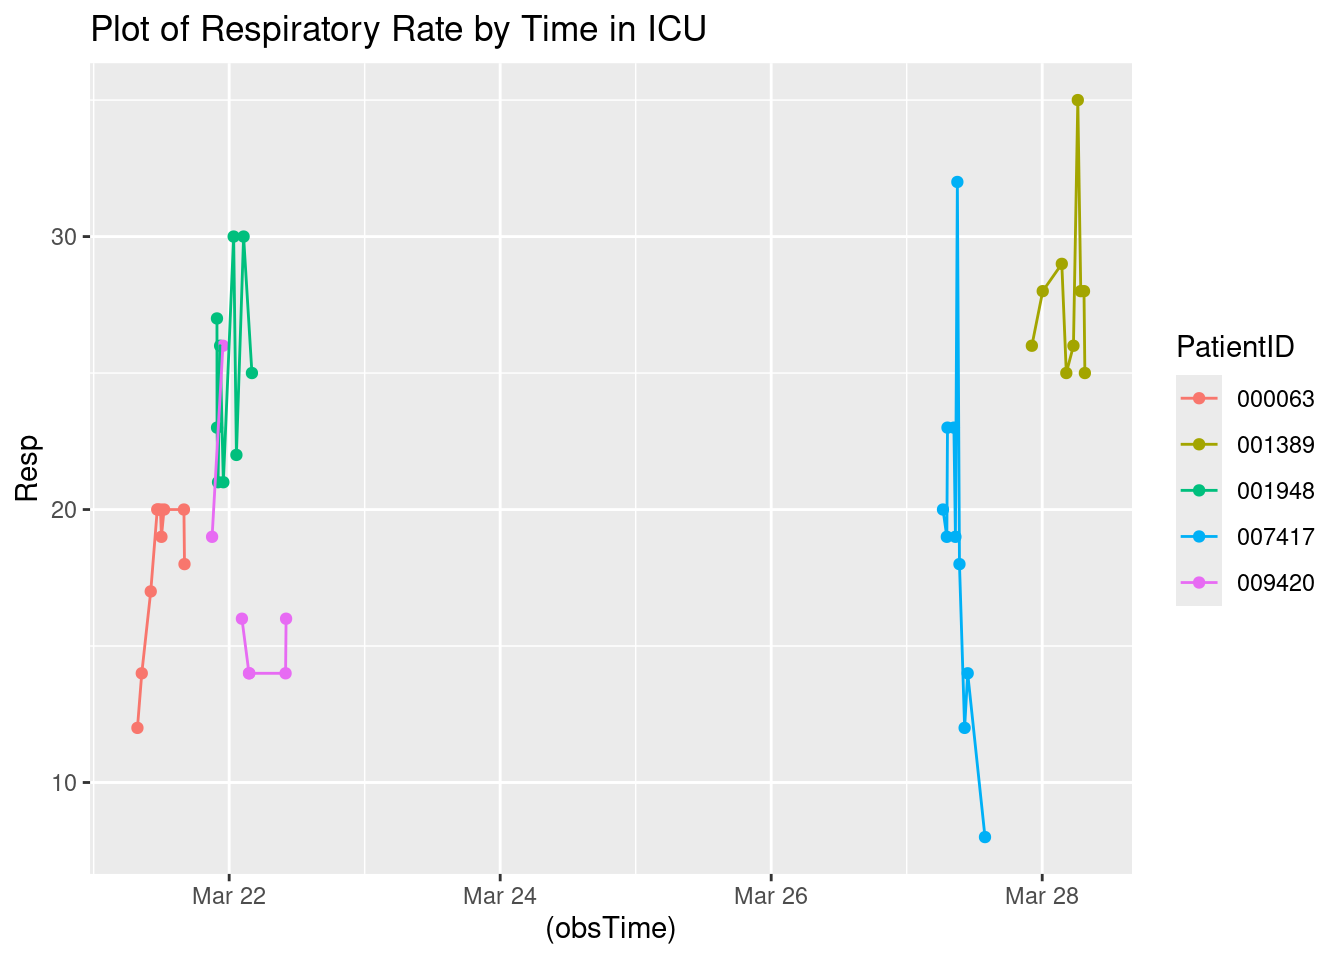 Plot of Respiratory Rate by Time in ICU
Resp
30
20
10
Mar 22
Mar 24
Mar 26
Mar 28
(obsTime)
PatientID
000063
001389
001948
007417
009420